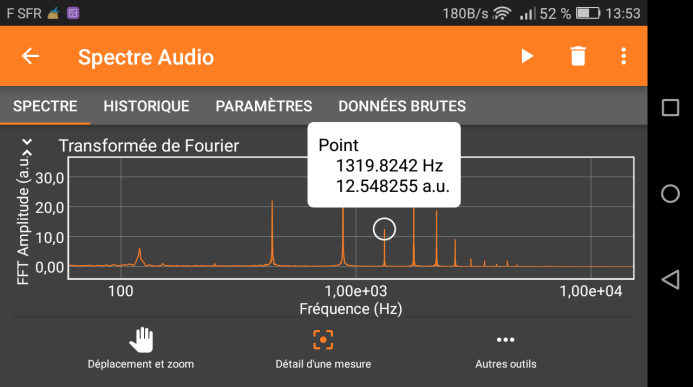 F SFR 180B/s 52 % 13:53
Spectre Audio
SPECTRE HISTORIQUE PARAMÈTRES DONNÉES BRUTES
Transformée de Fourier
Point
1319.8242 Hz
12.548255 a.u.
FFT Amplitude (a.u.)
30,0
20,0
10,0
0,00
100 1,00e+03 1,00e+04
Fréquence (Hz)
Déplacement et zoom Détail d'une mesure Autres outils